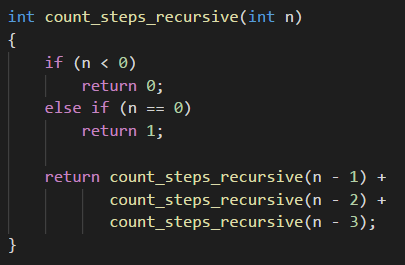 int count_steps_recursive(int n)
{
    if (n < 0)
        return 0;
    else if (n == 0)
        return 1;

    return count_steps_recursive(n - 1) +
           count_steps_recursive(n - 2) +
           count_steps_recursive(n - 3);
}